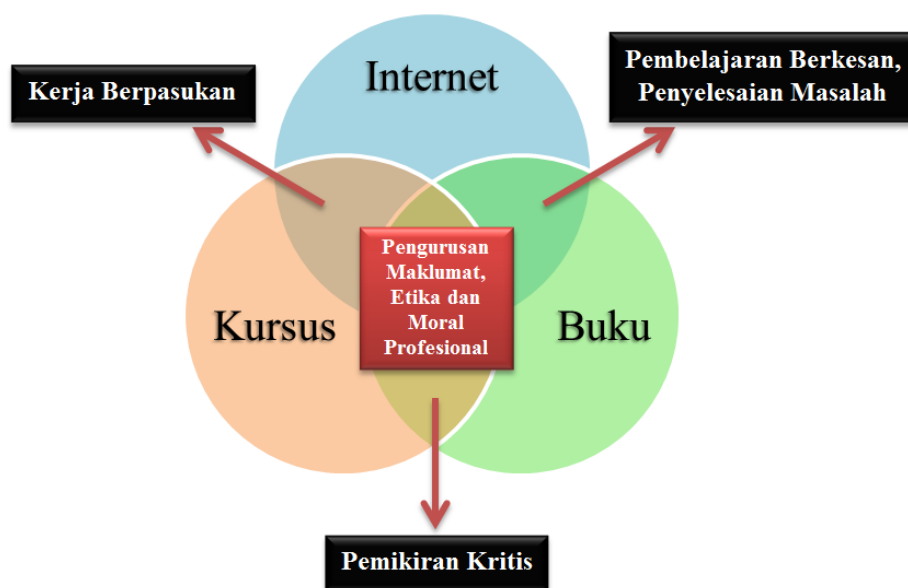 Internet
Kerja Berpasukan
Pembelajaran Berkesan,
Penyelesaian Masalah
Kursus
Pengurusan
Maklumat,
Etika dan
Moral
Profesional
Buku
Pemikiran Kritis